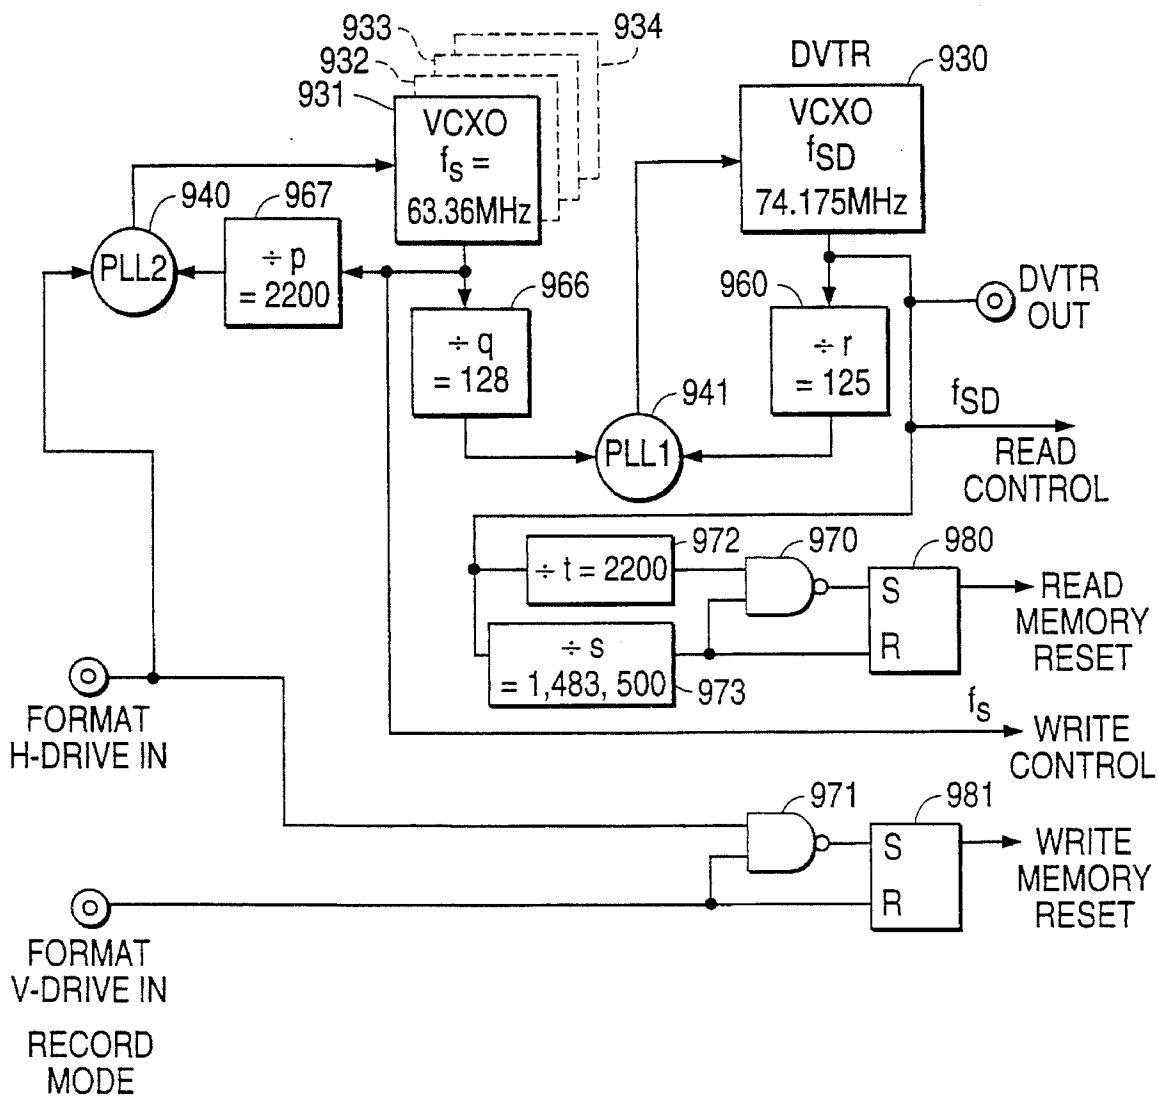 933
934
932
931
DVTR
930
VCXO
fs =
63.36MHz
VCXO
fSD
74.175MHz
940
967
PLL2
÷ p
= 2200
966
÷ q
= 128
960
÷ r
= 125
DVTR
OUT
941
PLL1
fSD
READ
CONTROL
972
÷ t = 2200
970
980
S
R
READ
MEMORY
RESET
÷ s
= 1,483, 500
973
FORMAT
H-DRIVE IN
fs
WRITE
CONTROL
971
981
S
R
WRITE
MEMORY
RESET
FORMAT
V-DRIVE IN
RECORD
MODE